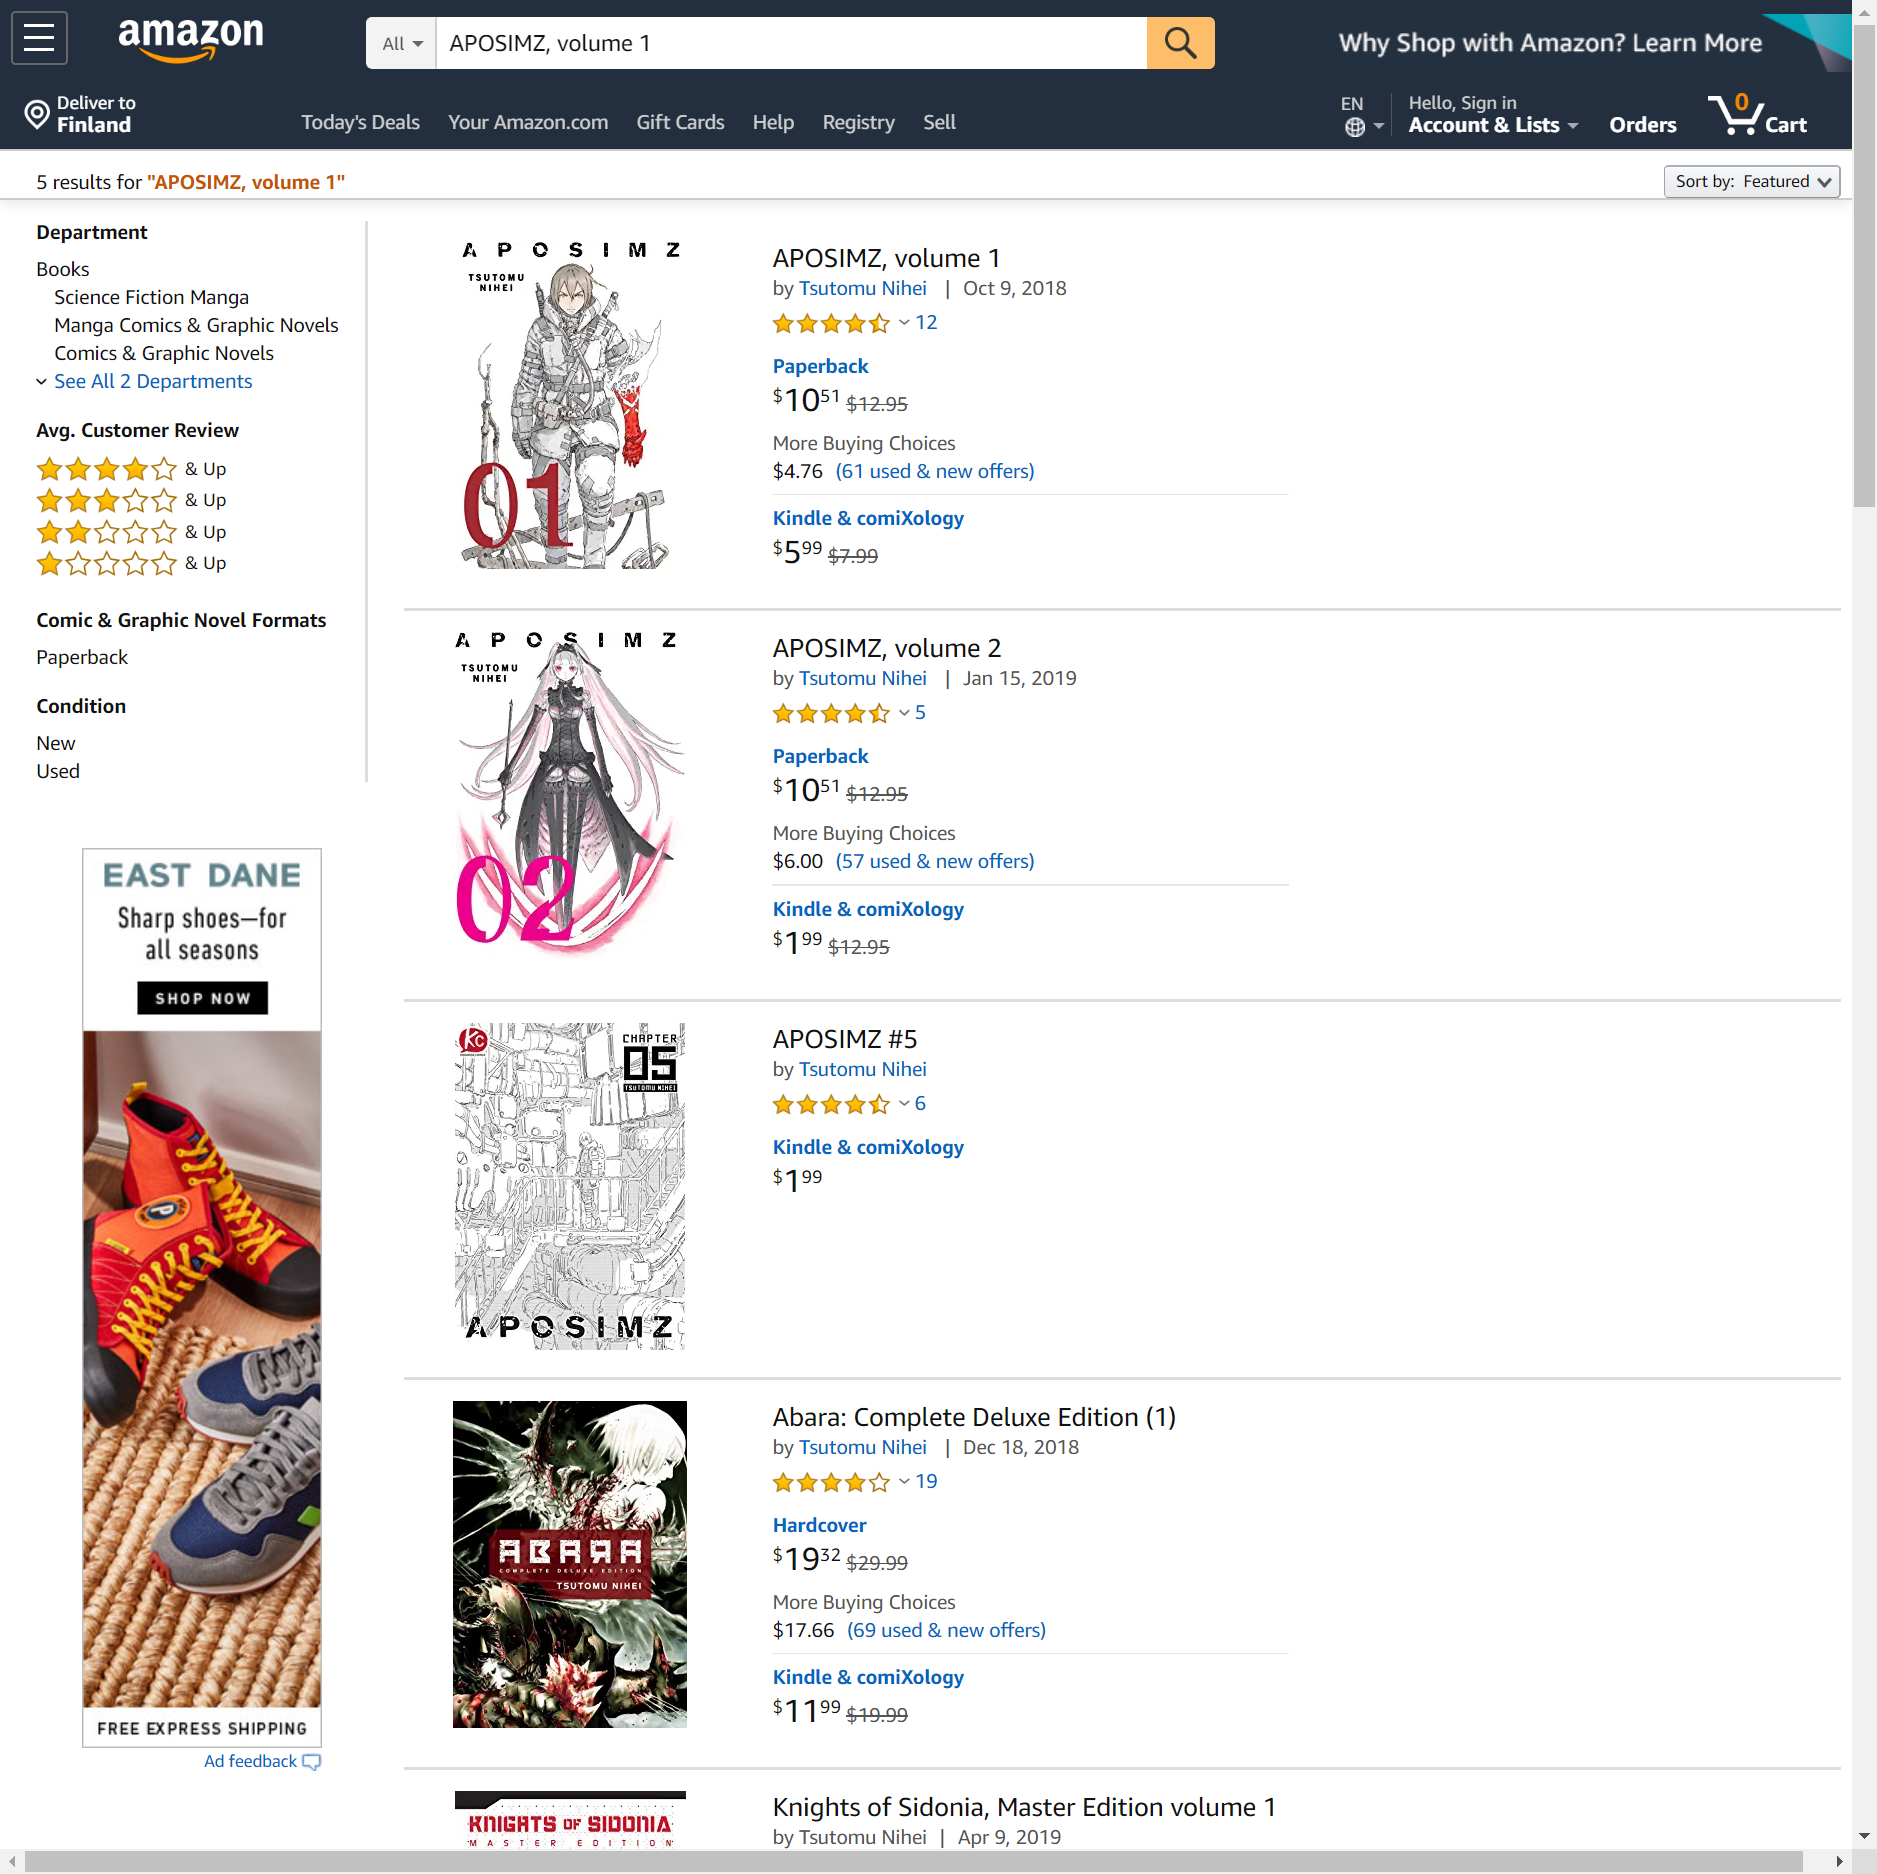 amazon
All
APOSIMZ, volume 1
Why Shop with Amazon? Learn More
Deliver to
Finland
Today's Deals
Your Amazon.com
Gift Cards
Help
Registry
Sell
EN
Hello, Sign in
Account & Lists
Orders
0
Cart
5 results for "APOSIMZ, volume 1"
Sort by: Featured
Department
Books
Science Fiction Manga
Manga Comics & Graphic Novels
Comics & Graphic Novels
See All 2 Departments
Avg. Customer Review
& Up
& Up
& Up
& Up
Comic & Graphic Novel Formats
Paperback
Condition
New
Used
EAST DANE
Sharp shoes—for
all seasons
SHOP NOW
FREE EXPRESS SHIPPING
Ad feedback
APOSIMZ
TSUTOMU
NIHEI
01
APOSIMZ, volume 1
by Tsutomu Nihei | Oct 9, 2018
12
Paperback
$10.51 $12.95
More Buying Choices
$4.76 (61 used & new offers)
Kindle & comiXology
$5.99 $7.99
APOSIMZ
TSUTOMU
NIHEI
02
APOSIMZ, volume 2
by Tsutomu Nihei | Jan 15, 2019
5
Paperback
$10.51 $12.95
More Buying Choices
$6.00 (57 used & new offers)
Kindle & comiXology
$1.99 $12.95
KC
CHAPTER
05
TSUTOMU NIHEI
APOSIMZ
APOSIMZ #5
by Tsutomu Nihei
6
Kindle & comiXology
$1.99
ABARA
COMPLETE DELUXE EDITION
TSUTOMU NIHEI
Abara: Complete Deluxe Edition (1)
by Tsutomu Nihei | Dec 18, 2018
19
Hardcover
$19.32 $29.99
More Buying Choices
$17.66 (69 used & new offers)
Kindle & comiXology
$11.99 $19.99
KNIGHTS OF SIDONIA
MASTER EDITION
Knights of Sidonia, Master Edition volume 1
by Tsutomu Nihei | Apr 9, 2019